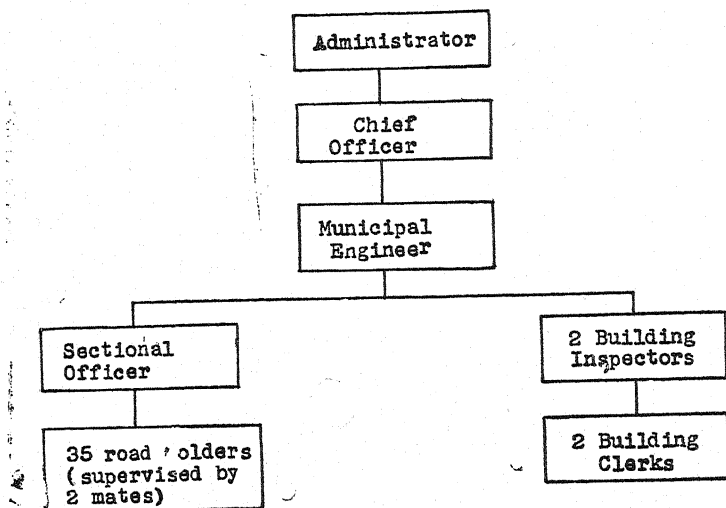 Administrator
Chief
Officer
Municipal
Engineer
Sectional
Officer
2 Building
Inspectors
35 road olders
(supervised by
2 mates)
2 Building
Clerks